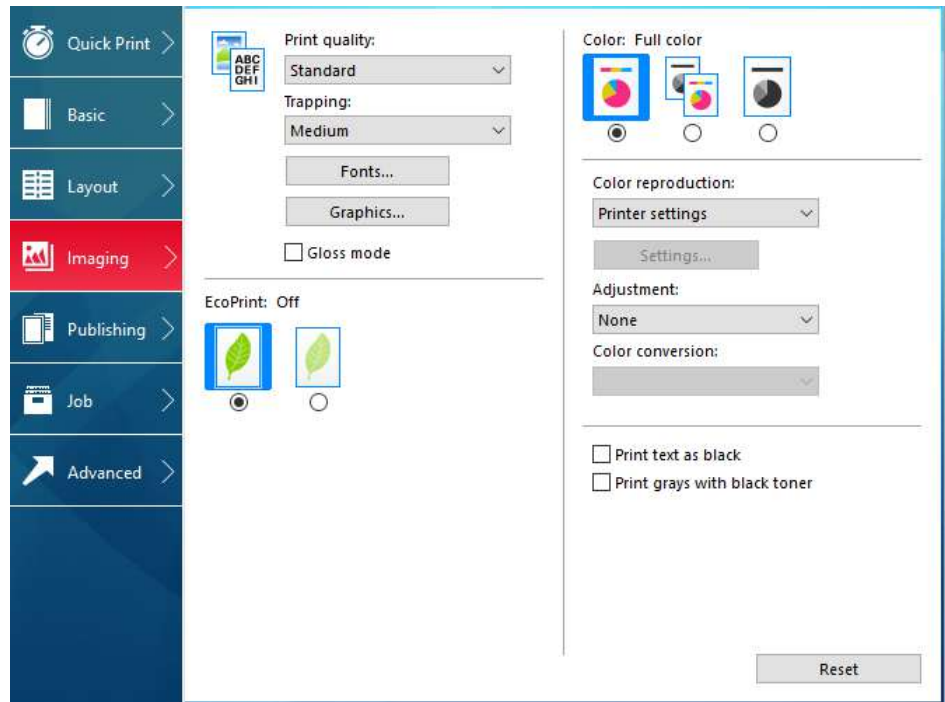 Quick Print
Basic
Layout
Imaging
Publishing
Job
Advanced
ABC
DEF
GHI
Print quality:
Standard
Trapping:
Medium
Fonts...
Graphics...
Gloss mode
EcoPrint: Off
Color: Full color
Color reproduction:
Printer settings
Settings...
Adjustment:
None
Color conversion:
Print text as black
Print grays with black toner
Reset